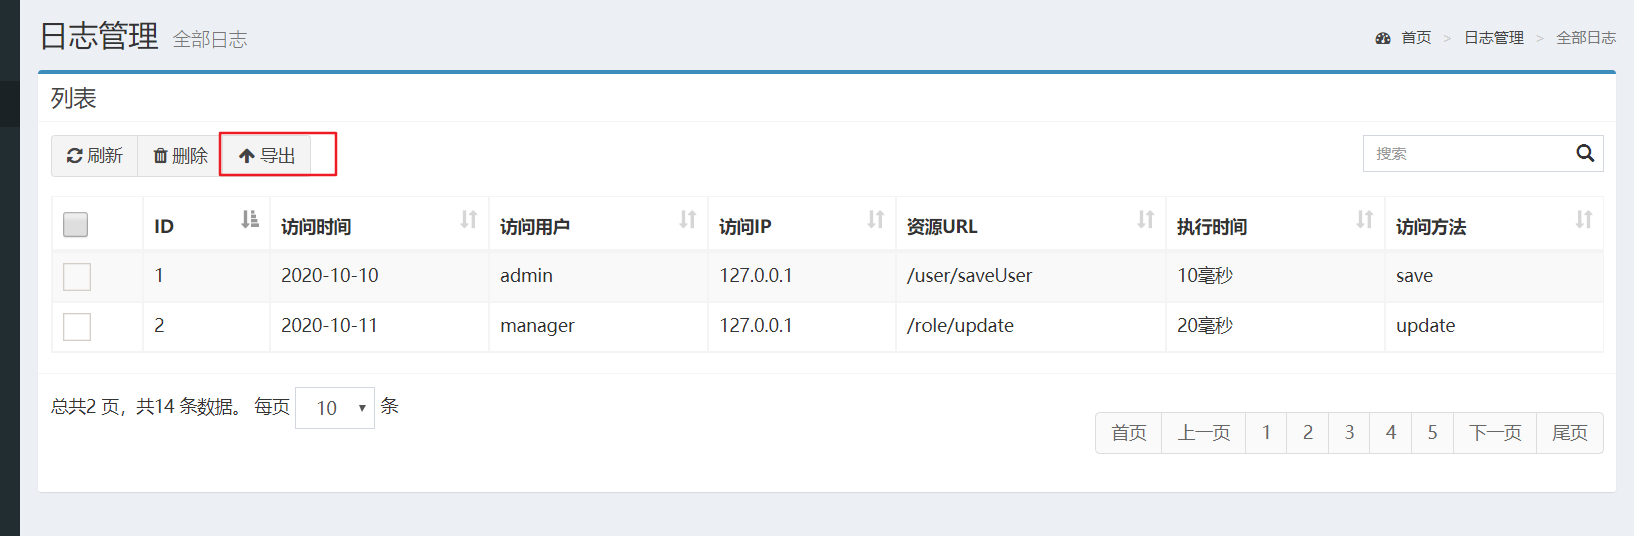 日志管理 全部日志
首页 > 日志管理 > 全部日志
列表
刷新 删除 导出
搜索
ID 访问时间 访问用户 访问IP 资源URL 执行时间 访问方法
1 2020-10-10 admin 127.0.0.1 /user/saveUser 10毫秒 save
2 2020-10-11 manager 127.0.0.1 /role/update 20毫秒 update
总共2 页，共14 条数据。 每页 10 条
首页 上一页 1 2 3 4 5 下一页 尾页